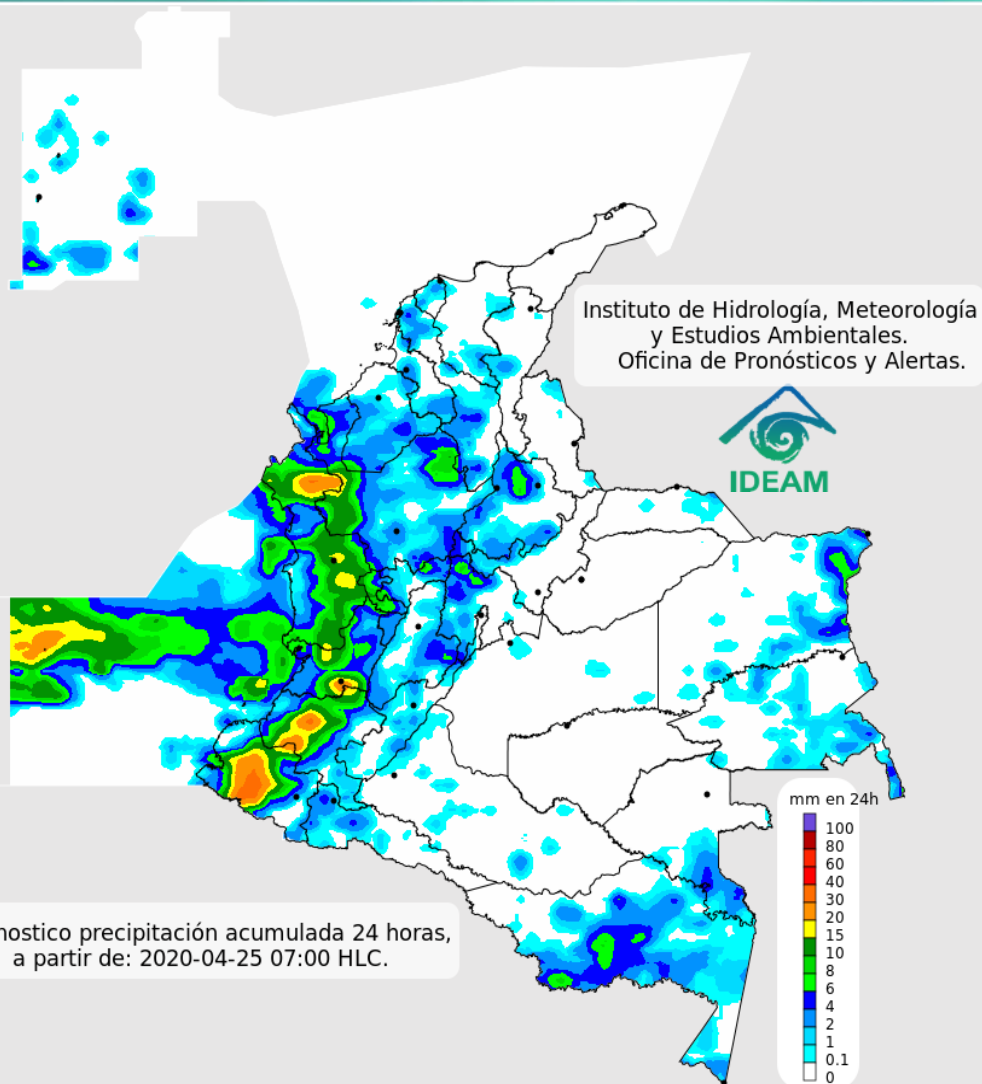 Instituto de Hidrología, Meteorología
y Estudios Ambientales.
Oficina de Pronósticos y Alertas.
IDEAM
mm en 24h
100
80
60
40
30
20
15
10
8
6
4
2
1
0.1
0
nostico precipitación acumulada 24 horas,
a partir de: 2020-04-25 07:00 HLC.